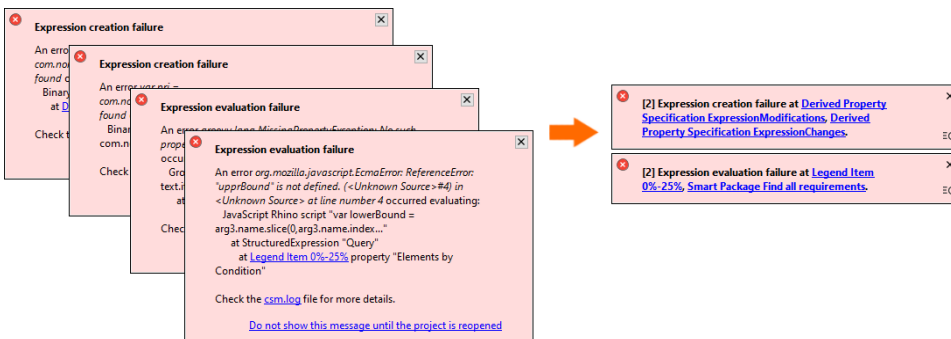 Expression creation failure
An erro
com.no
found o
Binary
at D
Check t
Expression creation failure
An error var pri =
com.no
found
Binar
com.n
Check
Expression evaluation failure
An error groovy.lang.MissingPropertyException: No such
prope
occu
Gro
text.i
at
Chec
Expression evaluation failure
An error org.mozilla.javascript.EcmaError: ReferenceError:
"upprBound" is not defined. (<Unknown Source>#4) in
<Unknown Source> at line number 4 occurred evaluating:
JavaScript Rhino script "var lowerBound =
arg3.name.slice(0,arg3.name.index..."
at StructuredExpression "Query"
at Legend Item 0%-25% property "Elements by
Condition"
Check the csm.log file for more details.
Do not show this message until the project is reopened
[2] Expression creation failure at Derived Property
Specification ExpressionModifications, Derived
Property Specification ExpressionChanges.
[2] Expression evaluation failure at Legend Item
0%-25%, Smart Package Find all requirements.